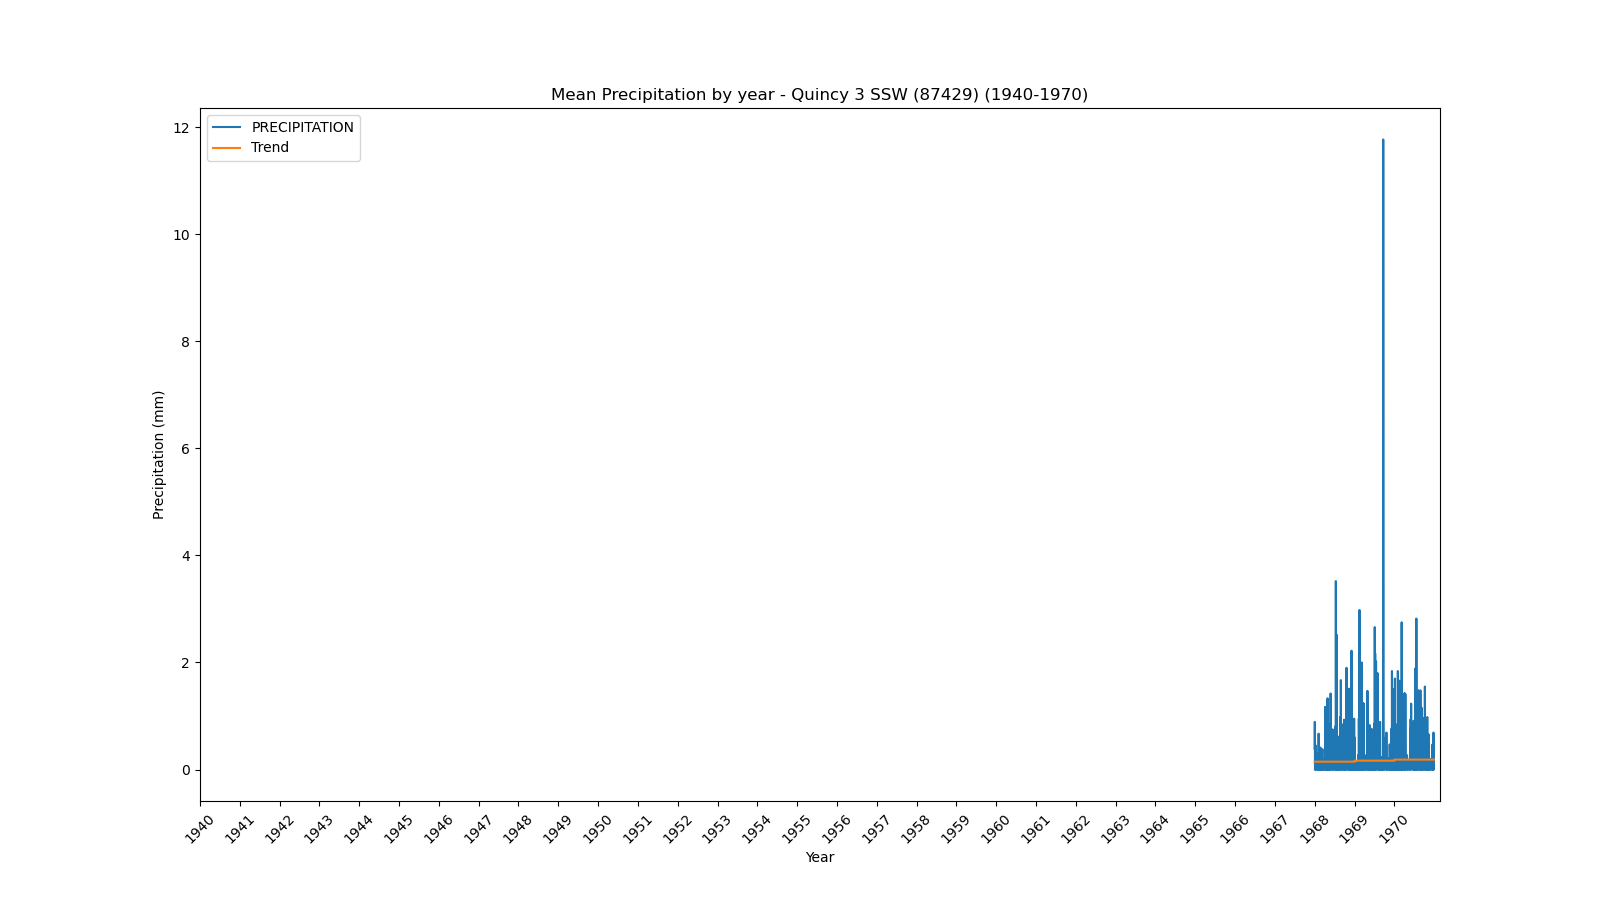 Mean Precipitation by year - Quincy 3 SSW (87429) (1940-1970)
PRECIPITATION
Trend
12
10
8
6
4
2
0
Precipitation (mm)
1940 1941 1942 1943 1944 1945 1946 1947 1948 1949 1950 1951 1952 1953 1954 1955 1956 1957 1958 1959 1960 1961 1962 1963 1964 1965 1966 1967 1968 1969 1970
Year